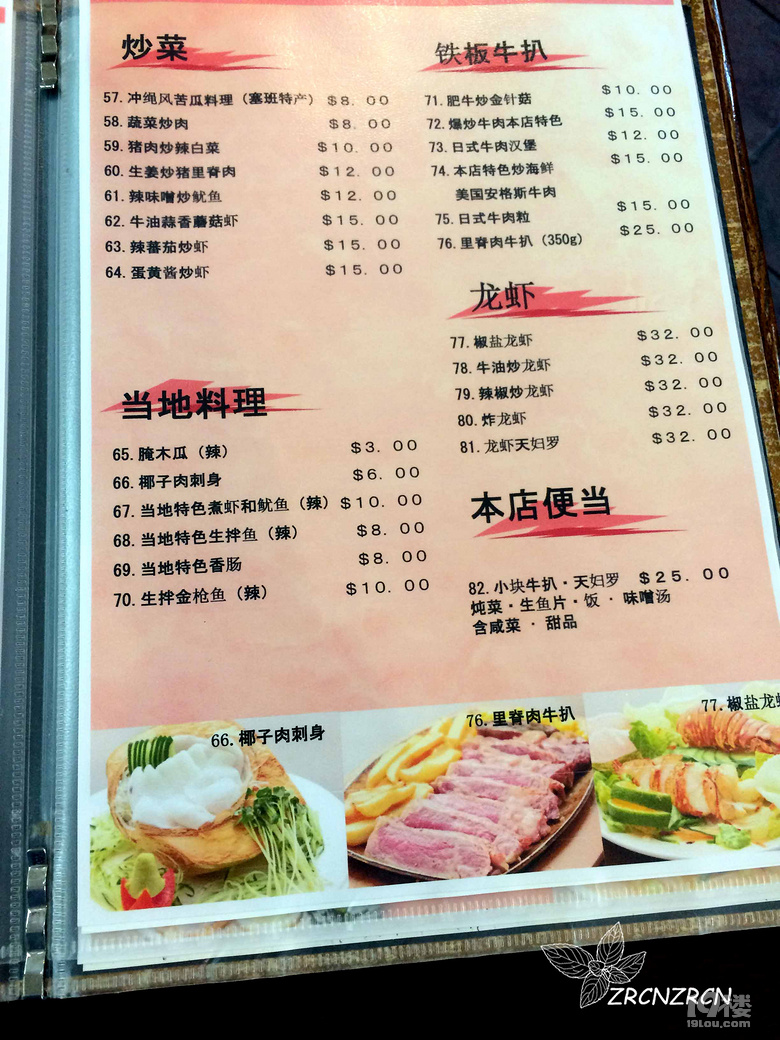 炒菜
57. 冲绳风苦瓜料理（塞班特产） $8. 00
58. 蔬菜炒肉 $8. 00
59. 猪肉炒辣白菜 $10. 00
60. 生姜炒猪里脊肉 $12. 00
61. 辣味噌炒鱿鱼 $12. 00
62. 牛油蒜香蘑菇虾 $15. 00
63. 辣蕃茄炒虾 $15. 00
64. 蛋黄酱炒虾 $15. 00
当地料理
65. 腌木瓜（辣） $3. 00
66. 椰子肉刺身 $6. 00
67. 当地特色煮虾和鱿鱼（辣） $10. 00
68. 当地特色生拌鱼（辣） $8. 00
69. 当地特色香肠 $8. 00
70. 生拌金枪鱼（辣） $10. 00
铁板牛扒
71. 肥牛炒金针菇 $10. 00
72. 爆炒牛肉本店特色 $15. 00
73. 日式牛肉汉堡 $12. 00
74. 本店特色炒海鲜 $15. 00
美国安格斯牛肉
75. 日式牛肉粒 $15. 00
76. 里脊肉牛扒（350g） $25. 00
龙虾
77. 椒盐龙虾 $32. 00
78. 牛油炒龙虾 $32. 00
79. 辣椒炒龙虾 $32. 00
80. 炸龙虾 $32. 00
81. 龙虾天妇罗 $32. 00
本店便当
82. 小块牛扒·天妇罗 $25. 00
炖菜·生鱼片·饭·味噌汤
含咸菜·甜品
66. 椰子肉刺身
76. 里脊肉牛扒
77. 椒盐龙虾
ZRCNZRCN
19楼
19lou.com